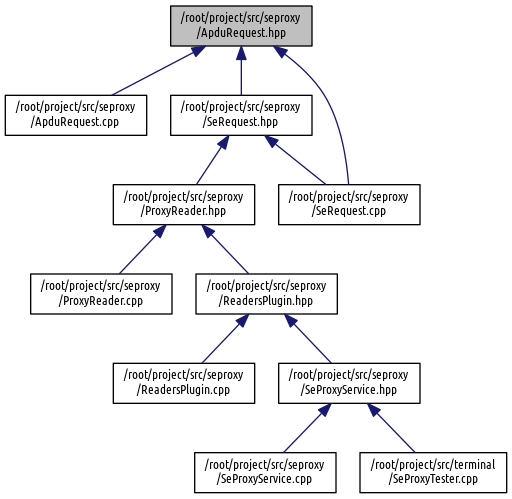 /root/project/src/seproxy
/ApduRequest.hpp
/root/project/src/seproxy
/ApduRequest.cpp
/root/project/src/seproxy
/SeRequest.hpp
/root/project/src/seproxy
/ProxyReader.hpp
/root/project/src/seproxy
/SeRequest.cpp
/root/project/src/seproxy
/ProxyReader.cpp
/root/project/src/seproxy
/ReadersPlugin.hpp
/root/project/src/seproxy
/ReadersPlugin.cpp
/root/project/src/seproxy
/SeProxyService.hpp
/root/project/src/seproxy
/SeProxyService.cpp
/root/project/src/terminal
/SeProxyTester.cpp